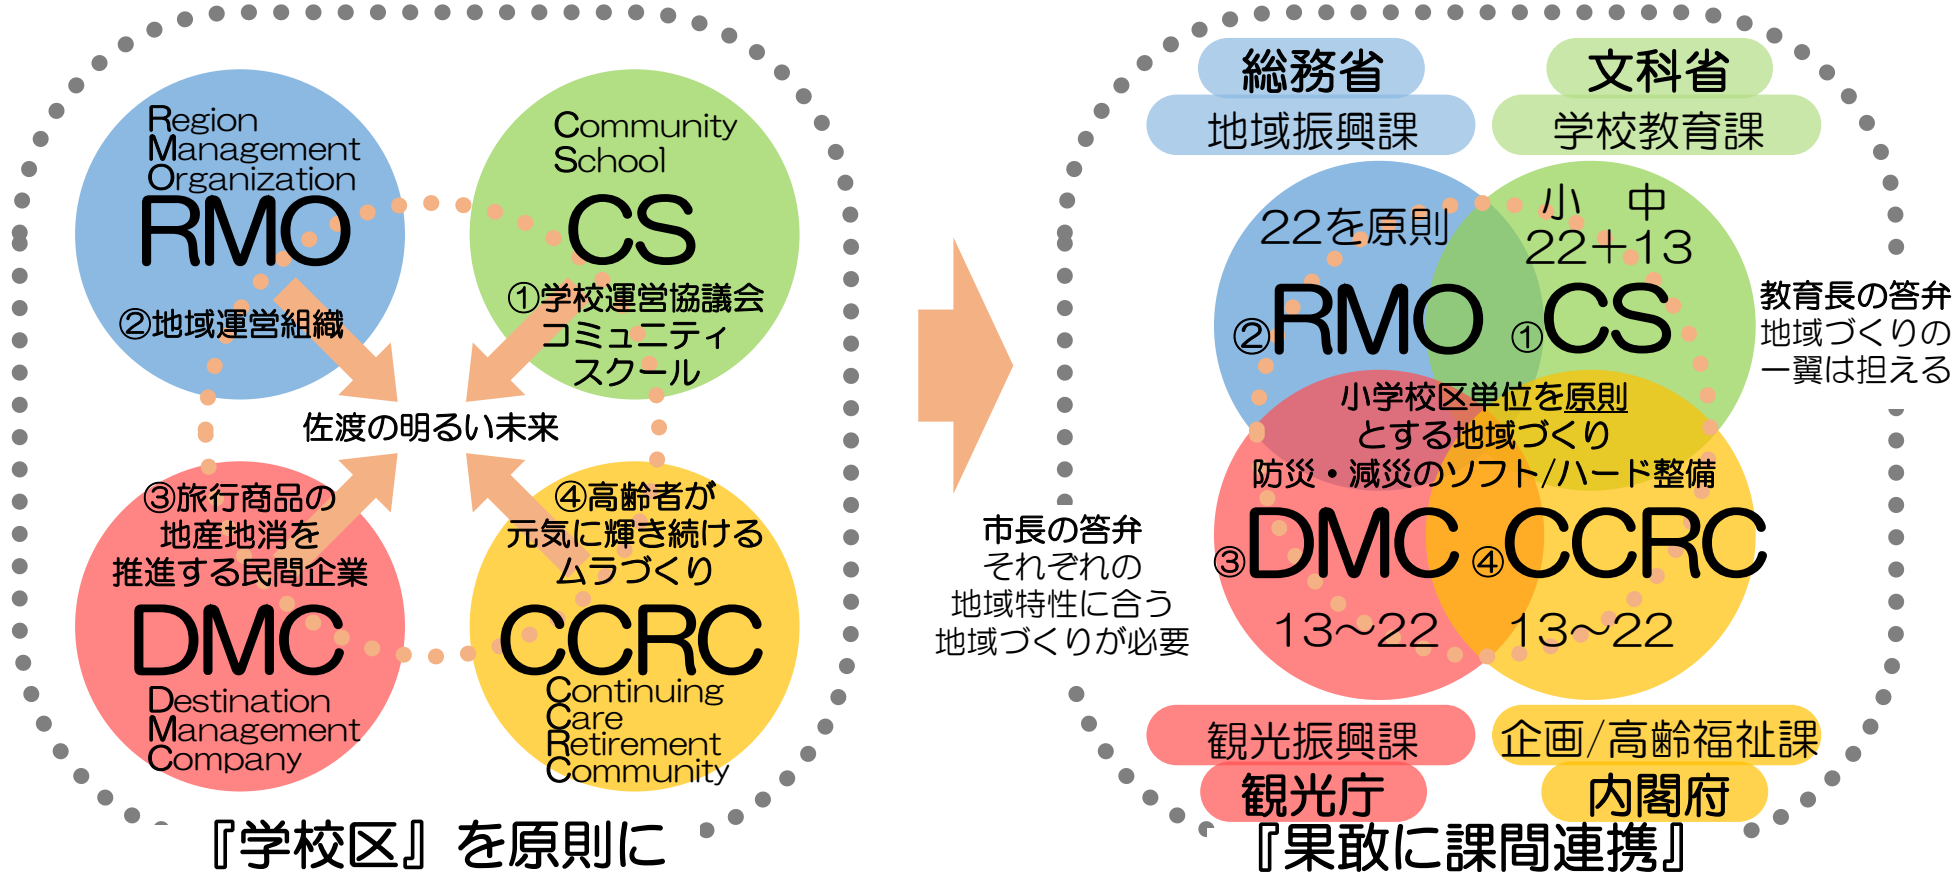 Region
Management
Organization
RMO
②地域運営組織
Community
School
CS
①学校運営協議会
コミュニティ
スクール
佐渡の明るい未来
③旅行商品の
地産地消を
推進する民間企業
DMC
Destination
Management
Company
④高齢者が
元気に輝き続ける
ムラづくり
CCRC
Continuing
Care
Retirement
Community
『学校区』を原則に
総務省
地域振興課
文科省
学校教育課
22を原則
②RMO
小 中
22+13
①CS
教育長の答弁
地域づくりの
一翼は担える
小学校区単位を原則
とする地域づくり
防災・減災のソフト/ハード整備
市長の答弁
それぞれの
地域特性に合う
地域づくりが必要
③DMC
13〜22
④CCRC
13〜22
観光振興課
観光庁
企画/高齢福祉課
内閣府
『果敢に課間連携』